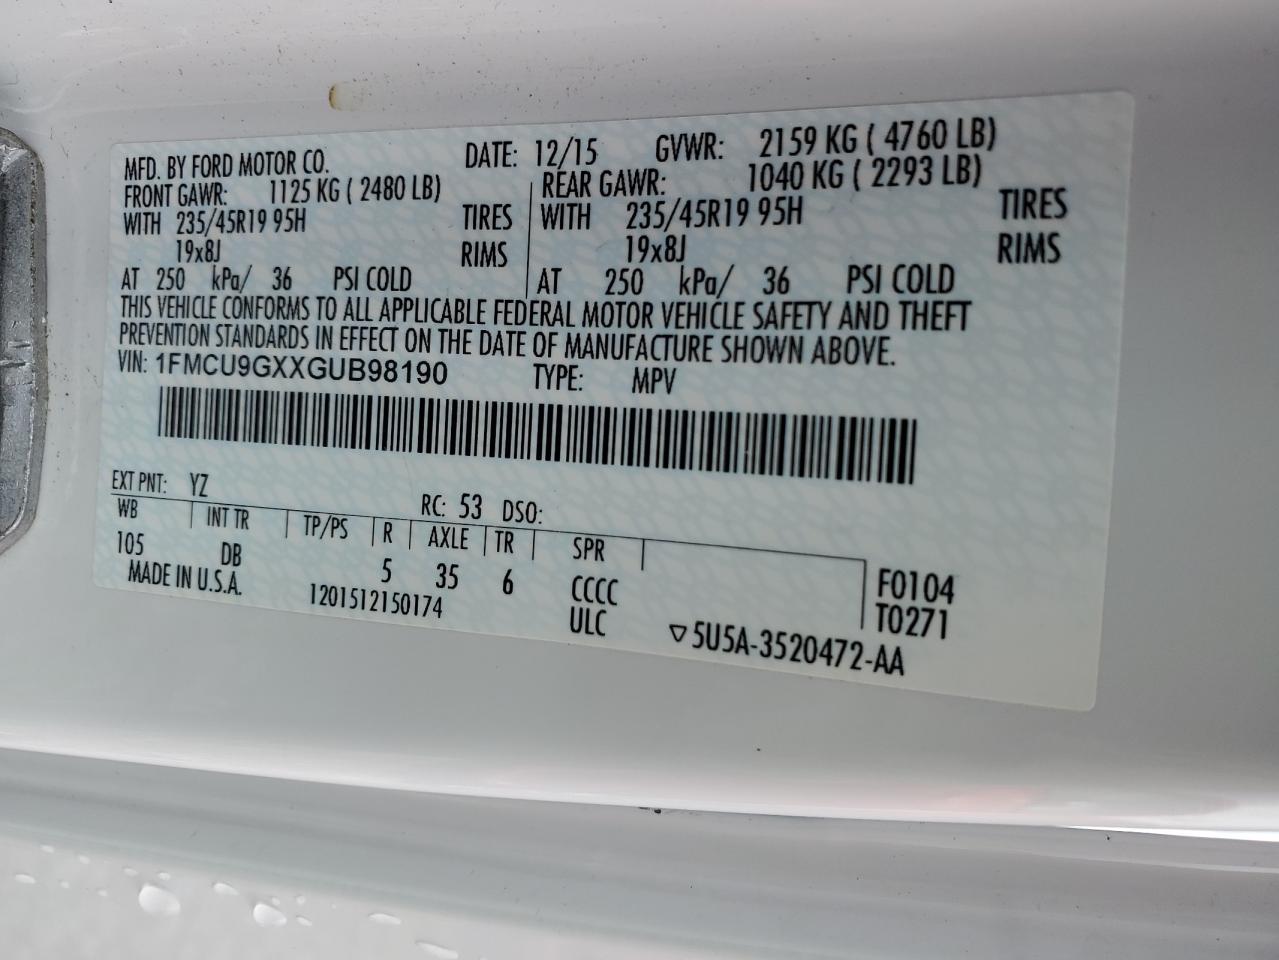 MFD. BY FORD MOTOR CO. DATE: 12/15 GVWR: 2159 KG ( 4760 LB)
FRONT GAWR: 1125 KG ( 2480 LB) REAR GAWR: 1040 KG ( 2293 LB)
WITH 235/45R19 95H TIRES WITH 235/45R19 95H TIRES
19x8J RIMS 19x8J RIMS
AT 250 kPa/ 36 PSI COLD AT 250 kPa/ 36 PSI COLD
THIS VEHICLE CONFORMS TO ALL APPLICABLE FEDERAL MOTOR VEHICLE SAFETY AND THEFT
PREVENTION STANDARDS IN EFFECT ON THE DATE OF MANUFACTURE SHOWN ABOVE.
VIN: 1FMCU9GXXGUB98190 TYPE: MPV
EXT PNT: YZ RC: 53 DSO:
WB INT TR TP/PS R AXLE TR SPR
105 DB 5 35 6 CCCC F0104
MADE IN U.S.A. 1201512150174 ULC T0271
▽5U5A-3520472-AA